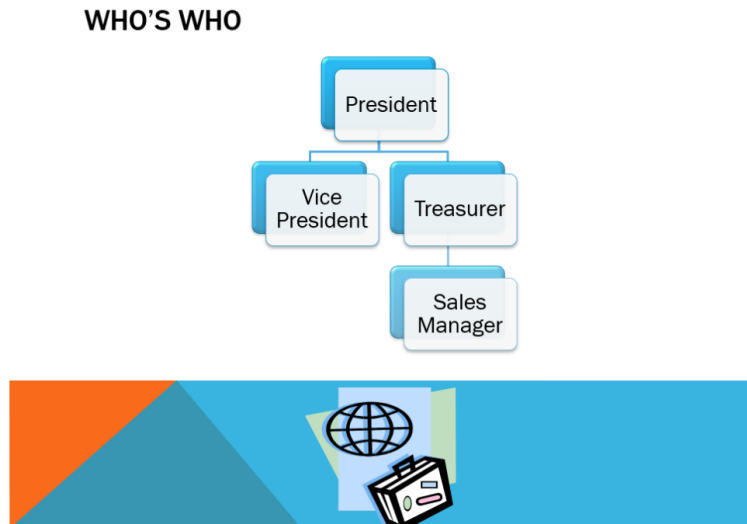 WHO'S WHO
President
Vice
President
Treasurer
Sales
Manager